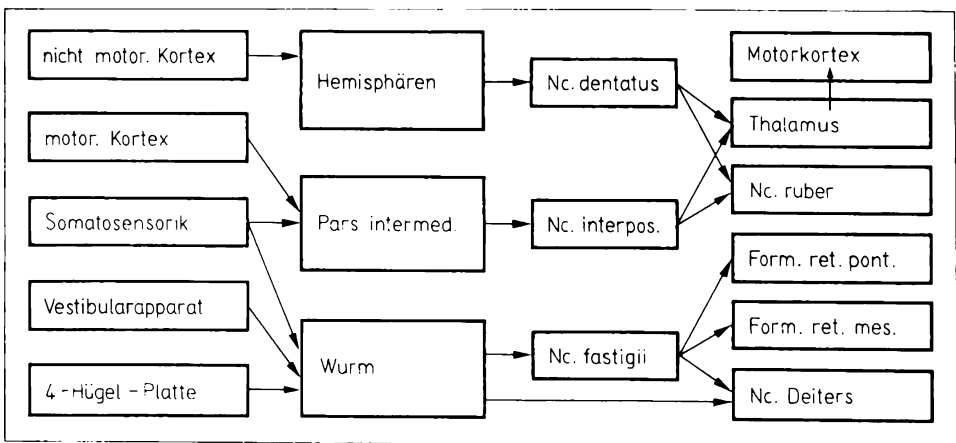 nicht motor. Kortex
motor. Kortex
Somatosensorik
Vestibularapparat
4-Hügel-Platte
Hemisphären
Pars intermed.
Wurm
Nc. dentatus
Nc. interpos.
Nc. fastigii
Motorkortex
Thalamus
Nc. ruber
Form. ret. pont.
Form. ret. mes.
Nc. Deiters